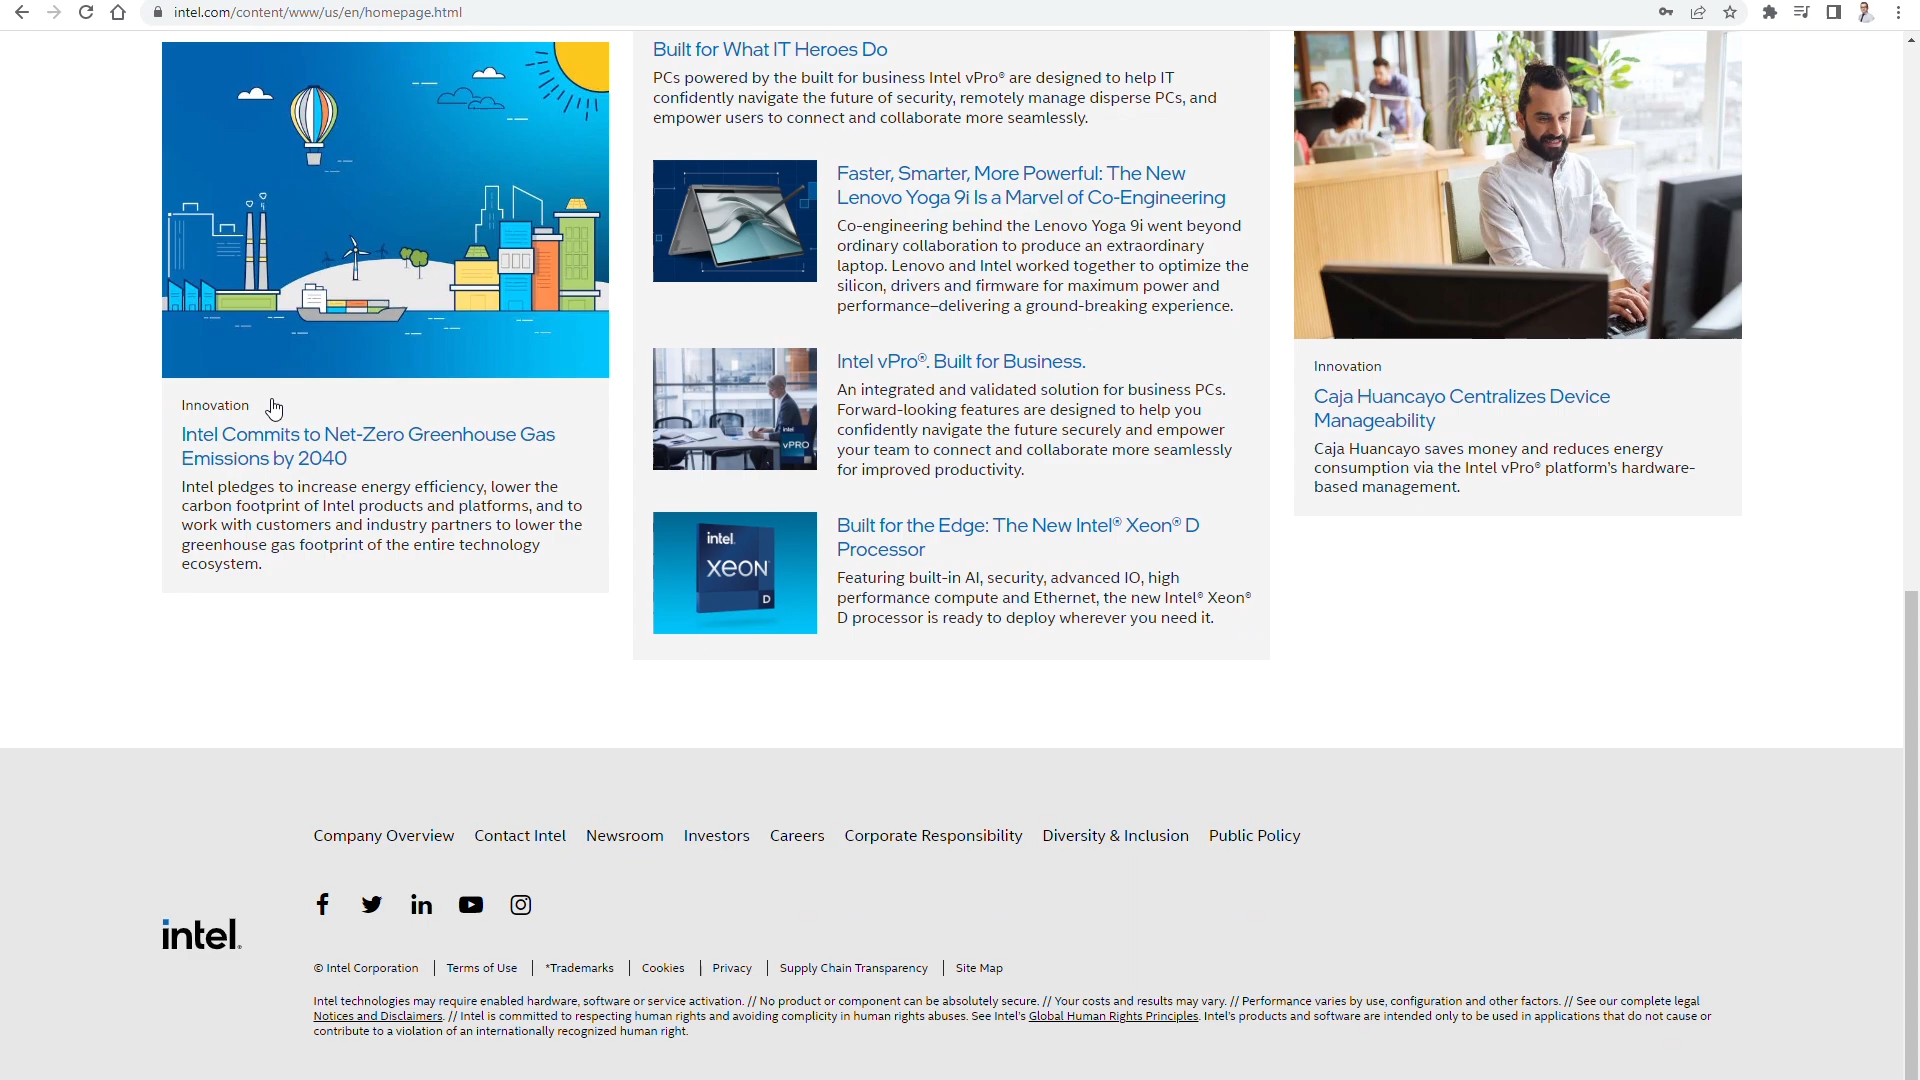 intel.com/content/www/us/en/homepage.html
Innovation
Intel Commits to Net-Zero Greenhouse Gas
Emissions by 2040
Intel pledges to increase energy efficiency, lower the
carbon footprint of Intel products and platforms, and to
work with customers and industry partners to lower the
greenhouse gas footprint of the entire technology
ecosystem.
Built for What IT Heroes Do
PCs powered by the built for business Intel vPro® are designed to help IT
confidently navigate the future of security, remotely manage disperse PCs, and
empower users to connect and collaborate more seamlessly.
Faster, Smarter, More Powerful: The New
Lenovo Yoga 9i Is a Marvel of Co-Engineering
Co-engineering behind the Lenovo Yoga 9i went beyond
ordinary collaboration to produce an extraordinary
laptop. Lenovo and Intel worked together to optimize the
silicon, drivers and firmware for maximum power and
performance—delivering a ground-breaking experience.
intel
vPRO
Intel vPro®. Built for Business.
An integrated and validated solution for business PCs.
Forward-looking features are designed to help you
confidently navigate the future securely and empower
your team to connect and collaborate more seamlessly
for improved productivity.
intel.
xeon
D
Built for the Edge: The New Intel® Xeon® D
Processor
Featuring built-in AI, security, advanced IO, high
performance compute and Ethernet, the new Intel® Xeon®
D processor is ready to deploy wherever you need it.
Innovation
Caja Huancayo Centralizes Device
Manageability
Caja Huancayo saves money and reduces energy
consumption via the Intel vPro® platform's hardware-
based management.
Company Overview Contact Intel Newsroom Investors Careers Corporate Responsibility Diversity & Inclusion Public Policy
intel.
© Intel Corporation | Terms of Use | *Trademarks | Cookies | Privacy | Supply Chain Transparency | Site Map
Intel technologies may require enabled hardware, software or service activation. // No product or component can be absolutely secure. // Your costs and results may vary. // Performance varies by use, configuration and other factors. // See our complete legal
Notices and Disclaimers. // Intel is committed to respecting human rights and avoiding complicity in human rights abuses. See Intel's Global Human Rights Principles. Intel's products and software are intended only to be used in applications that do not cause or
contribute to a violation of an internationally recognized human right.